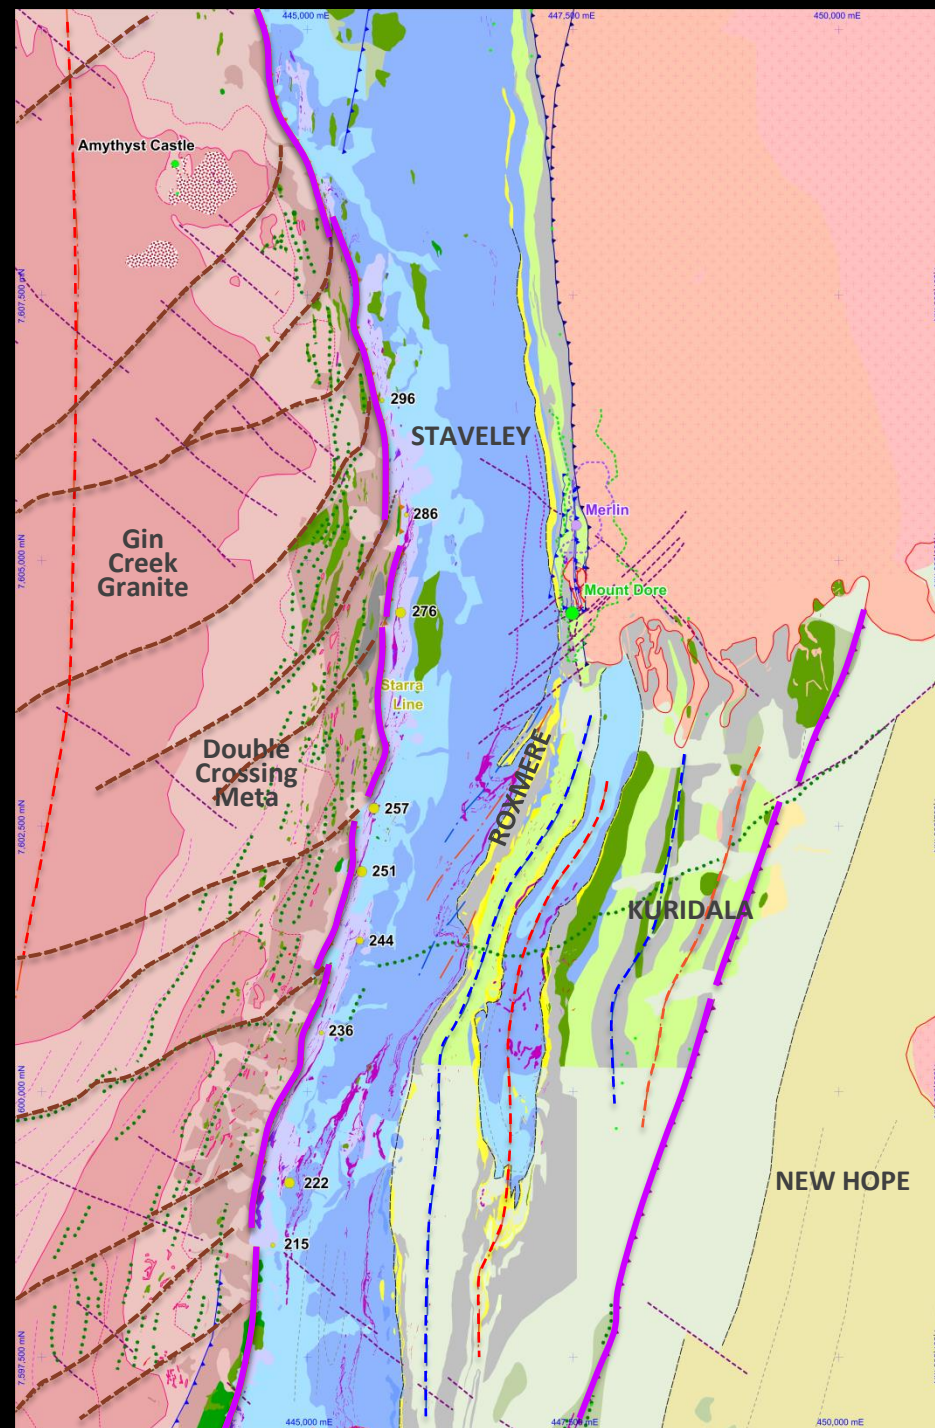 445,000 mE
447,500 mE
450,000 mE
Amythyst Castle
7.607,500 mN
296
STAVELEY
286
Merlin
Gin
Creek
Granite
7.605,000 mN
Mount Dore
276
Starra
Line
ROXMERE
Double
Crossing
Meta
257
7.602,500 mN
251
KURIDALA
244
236
7.600,000 mN
222
NEW HOPE
215
7.597,500 mN
445,000 mE
447,500 mE
450,000 mE